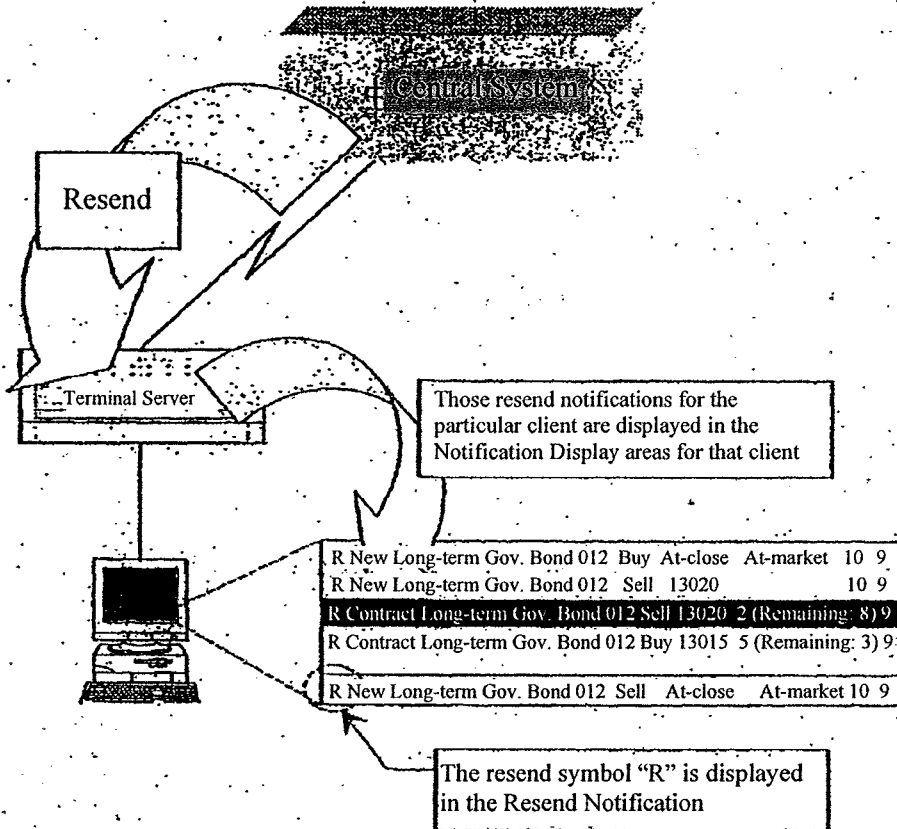 Central System
Resend
Terminal Server
Those resend notifications for the
particular client are displayed in the
Notification Display areas for that client
R New Long-term Gov. Bond 012 Buy At-close At-market 10 9
R New Long-term Gov. Bond 012 Sell 13020 10 9
R Contract Long-term Gov. Bond 012 Sell 13020 2 (Remaining: 8) 9
R Contract Long-term Gov. Bond 012 Buy 13015 5 (Remaining: 3) 9
R New Long-term Gov. Bond 012 Sell At-close At-market 10 9
The resend symbol “R” is displayed
in the Resend Notification